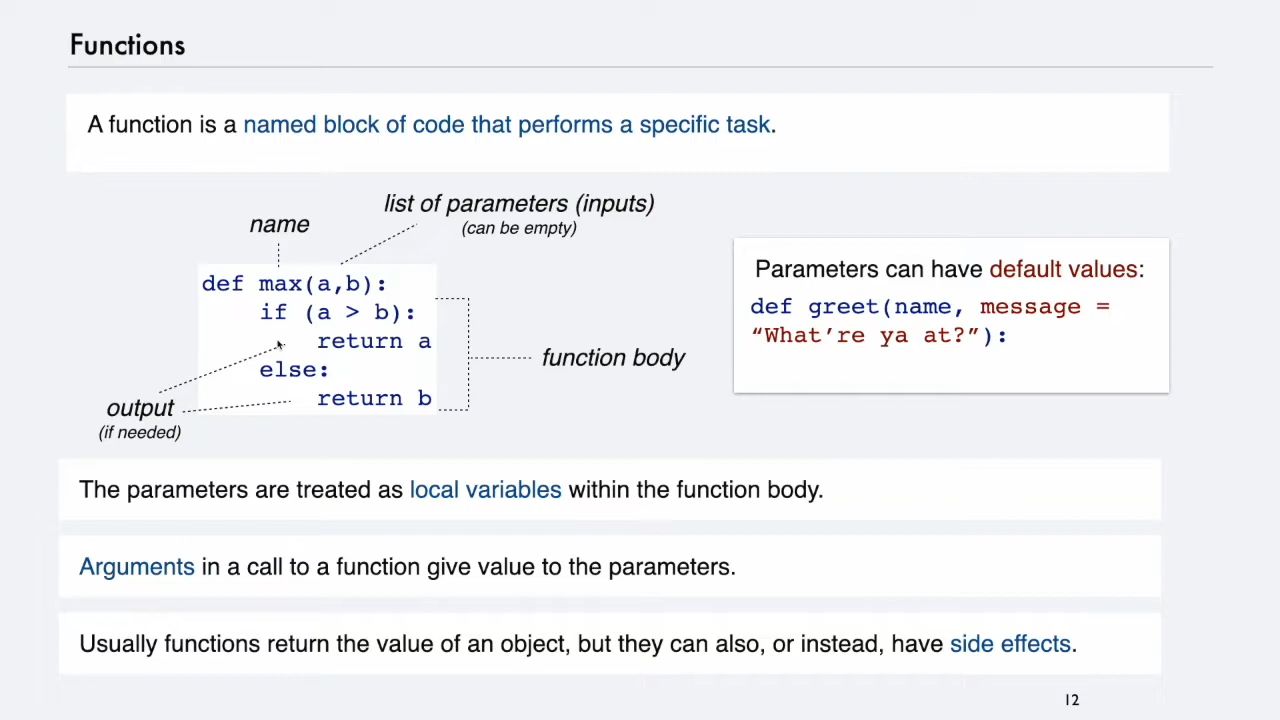 Functions
A function is a named block of code that performs a specific task.
list of parameters (inputs)
(can be empty)
name
def max(a,b):
if (a > b):
return a
else:
return b
function body
output
(if needed)
Parameters can have default values:
def greet(name, message =
“What’re ya at?”):
The parameters are treated as local variables within the function body.
Arguments in a call to a function give value to the parameters.
Usually functions return the value of an object, but they can also, or instead, have side effects.
12